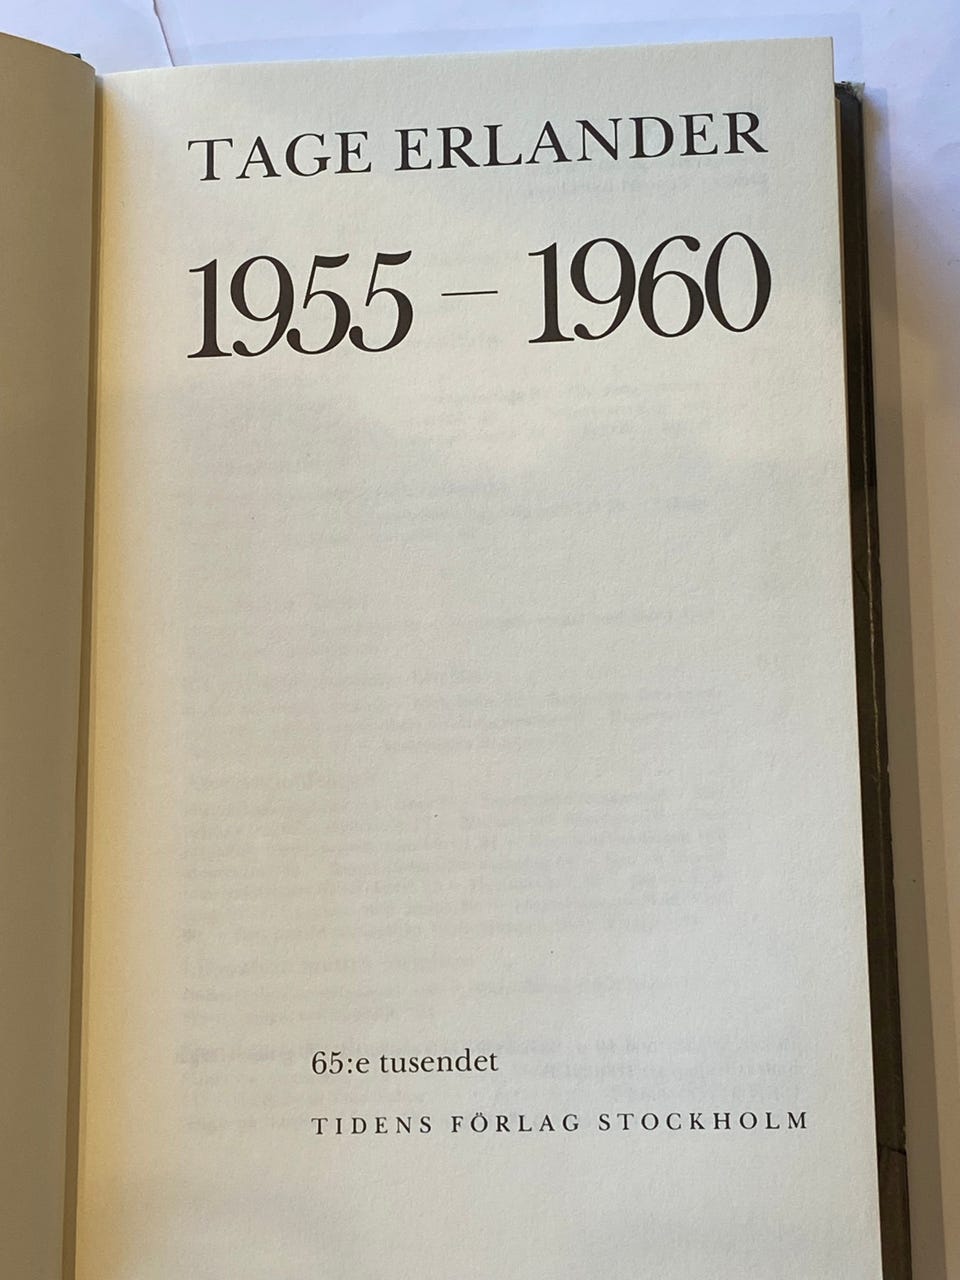 TAGE ERLANDER
1955 – 1960
65:e tusendet
TIDENS FÖRLAG STOCKHOLM